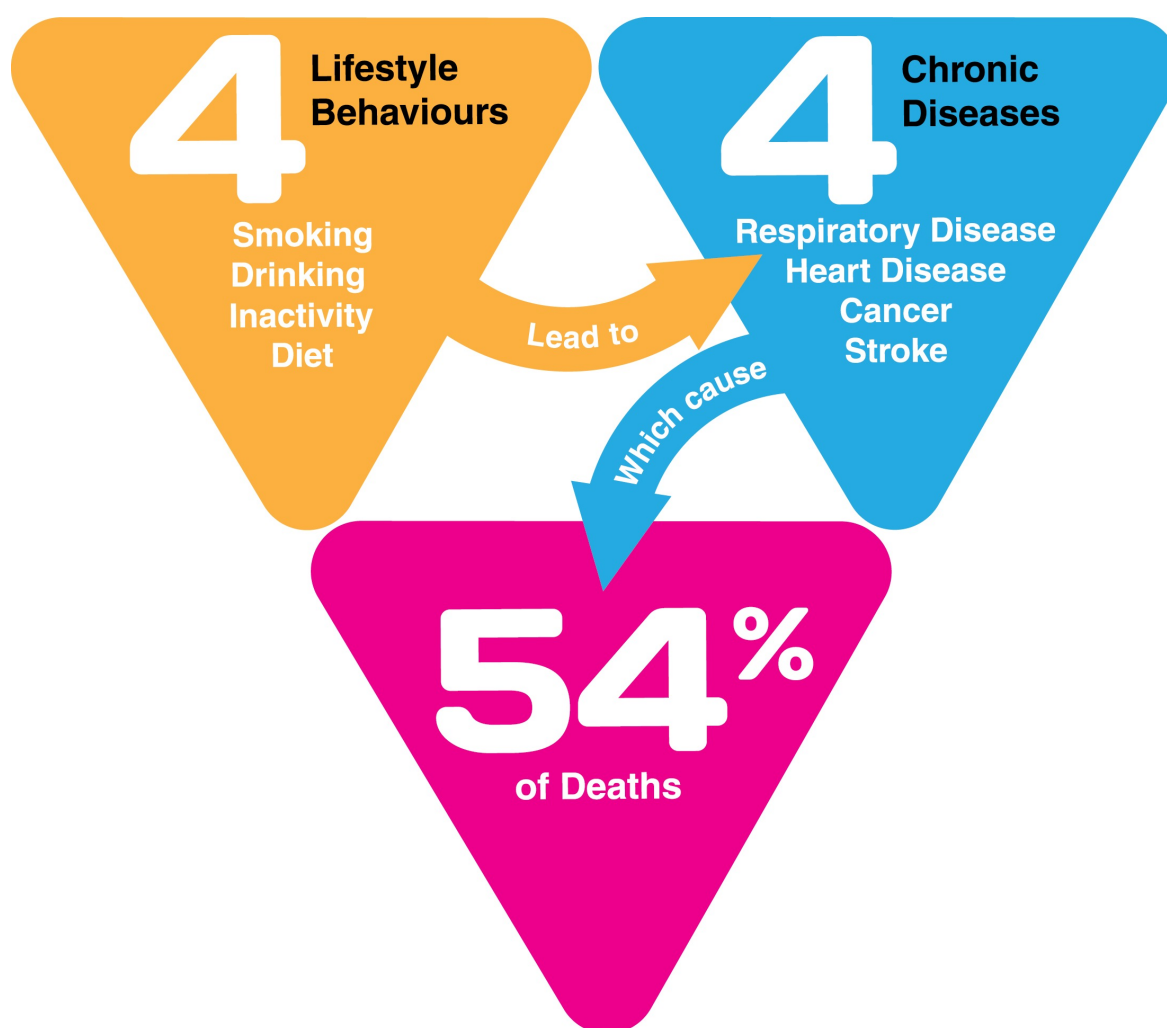 4
Lifestyle
Behaviours
Smoking
Drinking
Inactivity
Diet
Lead to
4
Chronic
Diseases
Respiratory Disease
Heart Disease
Cancer
Stroke
Which cause
54%
of Deaths